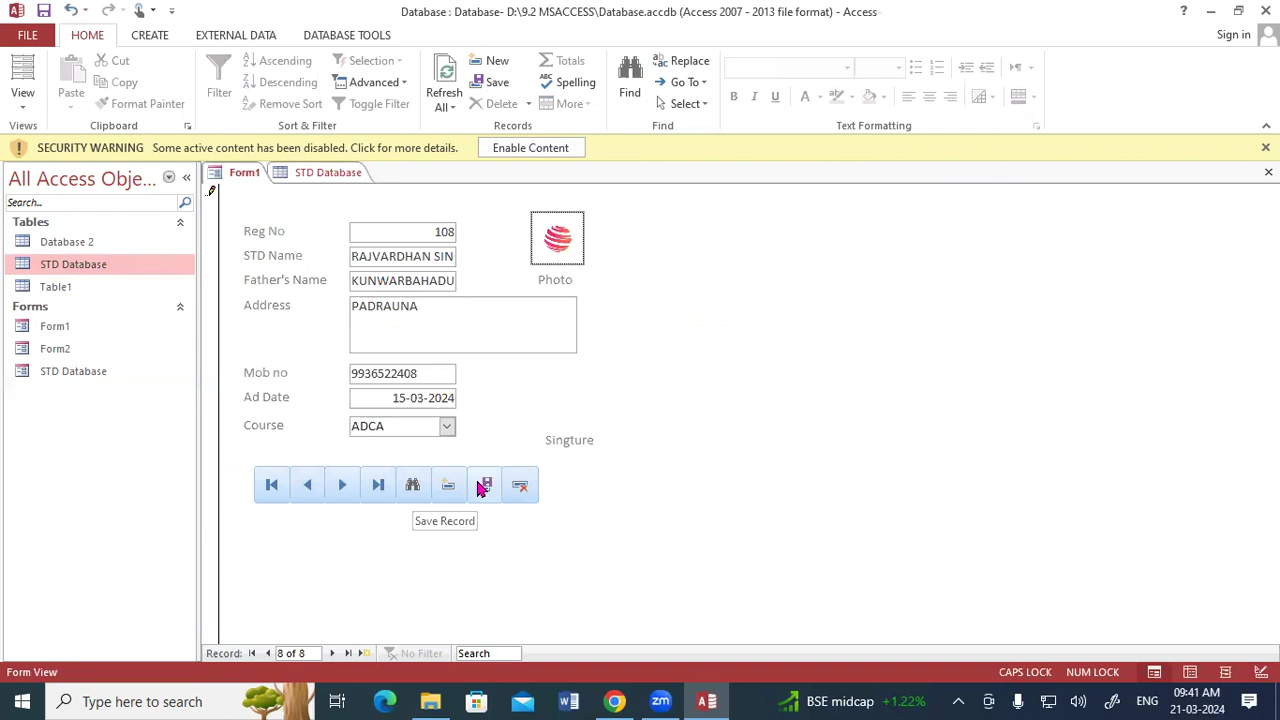 Database : Database- D:\9.2 MSACCESS\Database.accdb (Access 2007 - 2013 file format) - Access
FILE HOME CREATE EXTERNAL DATA DATABASE TOOLS Sign in
View Paste Cut Copy Format Painter Filter Ascending Descending Remove Sort Selection Advanced Toggle Filter Refresh All New Save Delete Totals Spelling More Find Replace Go To Select
Views Clipboard Sort & Filter Records Find Text Formatting
SECURITY WARNING Some active content has been disabled. Click for more details. Enable Content
All Access Obje...
Search...
Tables
Database 2
STD Database
Table1
Forms
Form1
Form2
STD Database
Form1 STD Database
Reg No 108
STD Name RAJVARDHAN SIN
Father's Name KUNWARBAHADU
Photo
Address PADRAUNA
Mob no 9936522408
Ad Date 15-03-2024
Course ADCA
Singture
Save Record
Record: 8 of 8 No Filter Search
Form View CAPS LOCK NUM LOCK
Type here to search BSE midcap +1.22% ENG 09:41 AM
21-03-2024